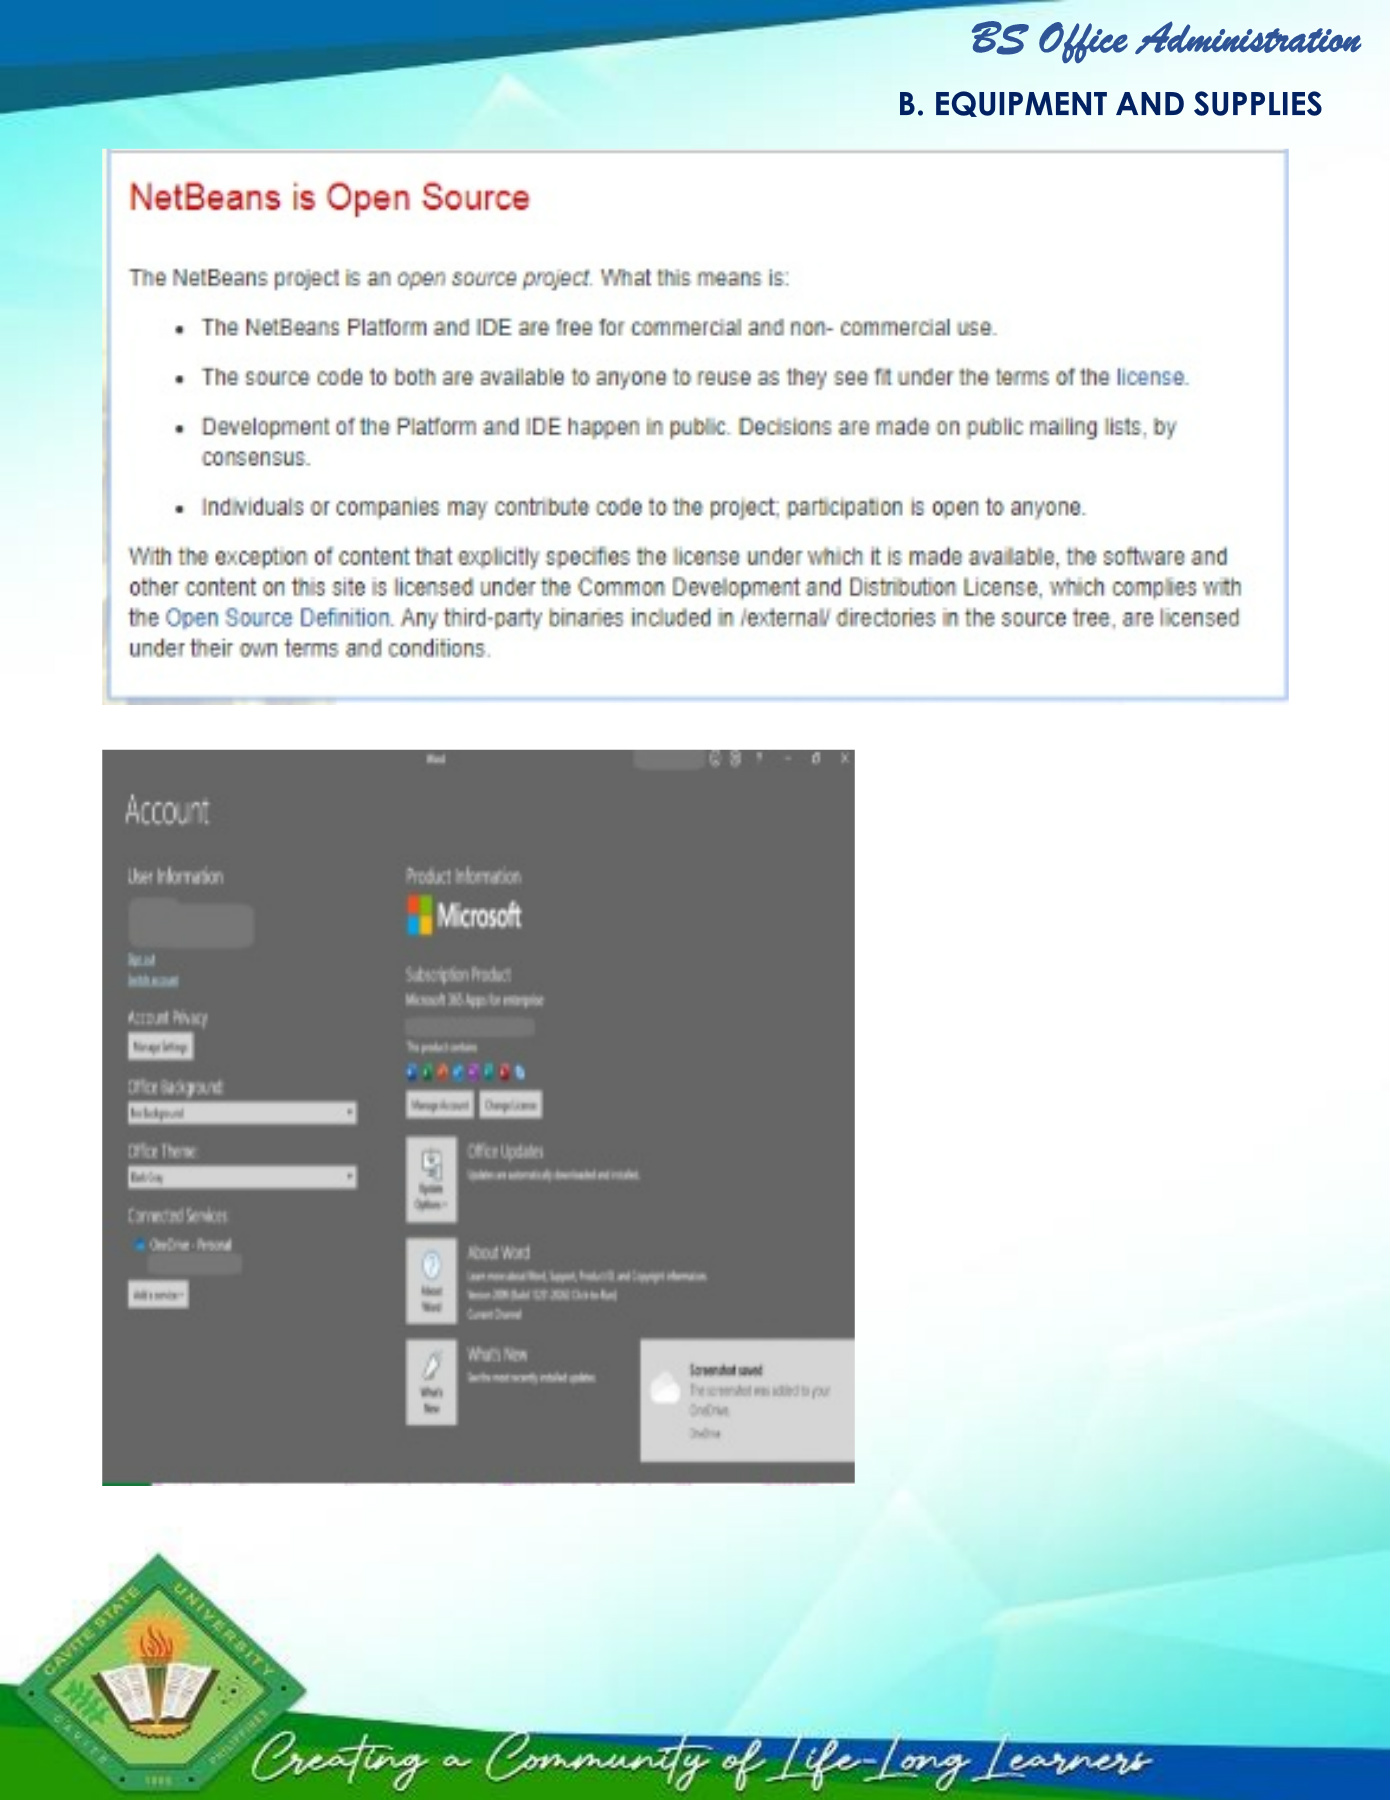 BS Office Administration
B. EQUIPMENT AND SUPPLIES
NetBeans is Open Source
The NetBeans project is an open source project. What this means is:
• The NetBeans Platform and IDE are free for commercial and non- commercial use.
• The source code to both are available to anyone to reuse as they see fit under the terms of the license.
• Development of the Platform and IDE happen in public. Decisions are made on public mailing lists, by
consensus.
• Individuals or companies may contribute code to the project; participation is open to anyone.
With the exception of content that explicitly specifies the license under which it is made available, the software and
other content on this site is licensed under the Common Development and Distribution License, which complies with
the Open Source Definition. Any third-party binaries included in /external/ directories in the source tree, are licensed
under their own terms and conditions.
Word
Account
User Information
Sign out
Switch account
Account Privacy
Manage Settings
Office Background:
No Background
Office Theme:
Dark Gray
Connected Services:
OneDrive - Personal
Add a service
Product Information
Microsoft
Subscription Product
Microsoft 365 Apps for enterprise
This product contains
Manage Account
Change License
Update
Options
Office Updates
Updates are automatically downloaded and installed.
About
Word
About Word
Learn more about Word, Support, Product ID, and Copyright information.
Current Channel
What's
New
What's New
See the most recently installed updates.
Screenshot saved
The screenshot was added to your
OneDrive.
OneDrive
CAVITE STATE UNIVERSITY
CAVITE
PHILIPPINES
1906
Creating a Community of Life-Long Learners